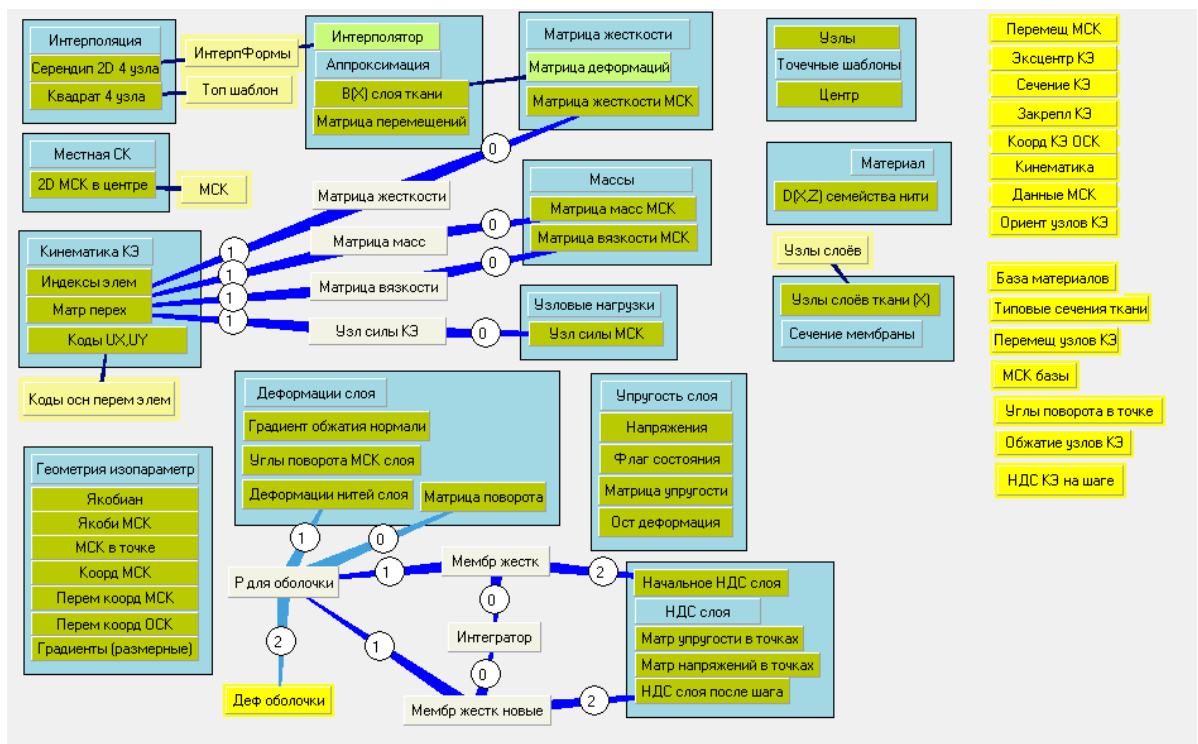 Интерполяция
Серендип 2D 4 узла
Квадрат 4 узла
ИнтерпФормы
Топ шаблон
Интерполятор
Аппроксимация
B(X) слоя ткани
Матрица перемещений
Матрица жесткости
Матрица деформаций
Матрица жесткости МСК
Узлы
Точечные шаблоны
Центр
Перемещ МСК
Эксцентр КЭ
Сечение КЭ
Закрепл КЭ
Коорд КЭ ОСК
Кинематика
Данные МСК
Ориент узлов КЭ
Местная СК
2D МСК в центре
МСК
0
Матрица жесткости
Материал
D(X,Z) семейства нити
Массы
Матрица масс МСК
Матрица вязкости МСК
Кинематика КЭ
Индексы элем
Матр перех
Коды UX,UY
1
1
1
1
Матрица масс
0
Матрица вязкости
0
Узл силы КЭ
0
Узловые нагрузки
Узл силы МСК
Узлы слоёв
Узлы слоёв ткани (X)
Сечение мембраны
База материалов
Типовые сечения ткани
Перемещ узлов КЭ
МСК базы
Углы поворота в точке
Обжатие узлов КЭ
НДС КЭ на шаге
Коды осн перем элем
Деформации слоя
Градиент обжатия нормали
Углы поворота МСК слоя
Деформации нитей слоя
Матрица поворота
Упругость слоя
Напряжения
Флаг состояния
Матрица упругости
Ост деформация
Геометрия изопараметр
Якобиан
Якоби МСК
МСК в точке
Коорд МСК
Перем коорд МСК
Перем коорд ОСК
Градиенты (размерные)
1
0
Р для оболочки
1
Мембр жестк
2
0
Интегратор
0
1
2
Деф оболочки
Мембр жестк новые
2
Начальное НДС слоя
НДС слоя
Матр упругости в точках
Матр напряжений в точках
НДС слоя после шага